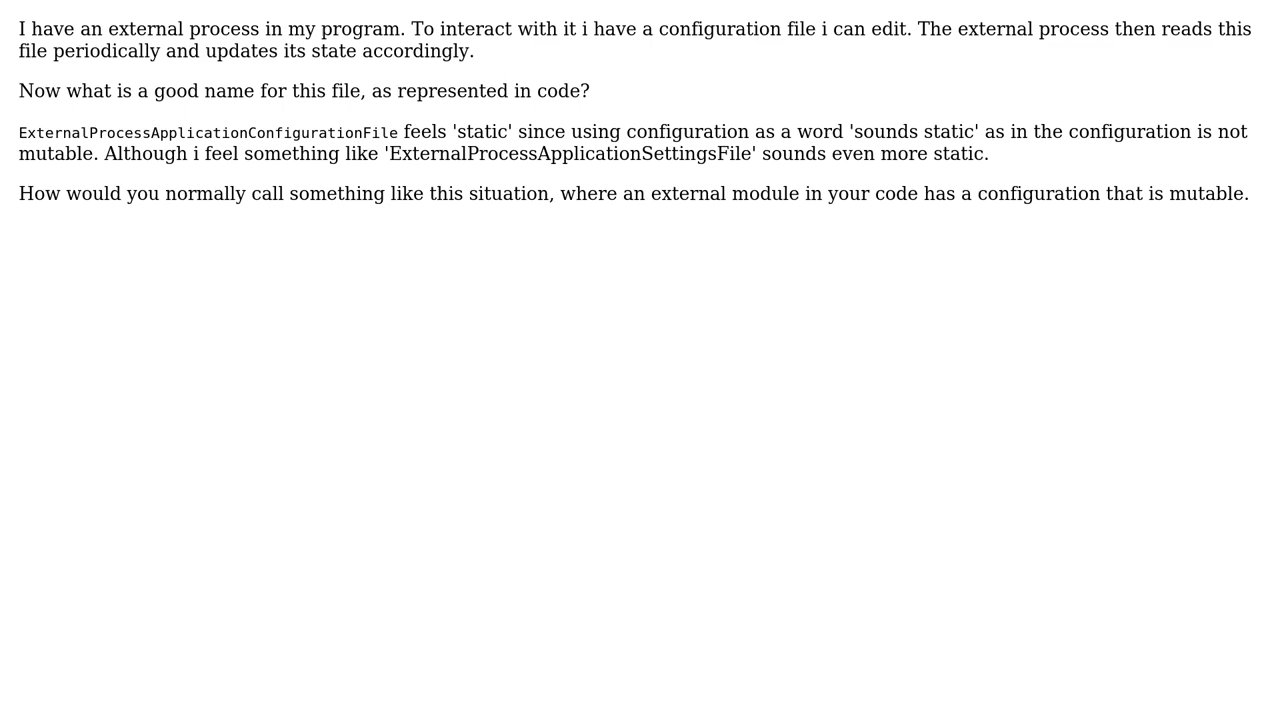 I have an external process in my program. To interact with it i have a configuration file i can edit. The external process then reads this
file periodically and updates its state accordingly.
Now what is a good name for this file, as represented in code?
ExternalProcessApplicationConfigurationFile feels 'static' since using configuration as a word 'sounds static' as in the configuration is not
mutable. Although i feel something like 'ExternalProcessApplicationSettingsFile' sounds even more static.
How would you normally call something like this situation, where an external module in your code has a configuration that is mutable.